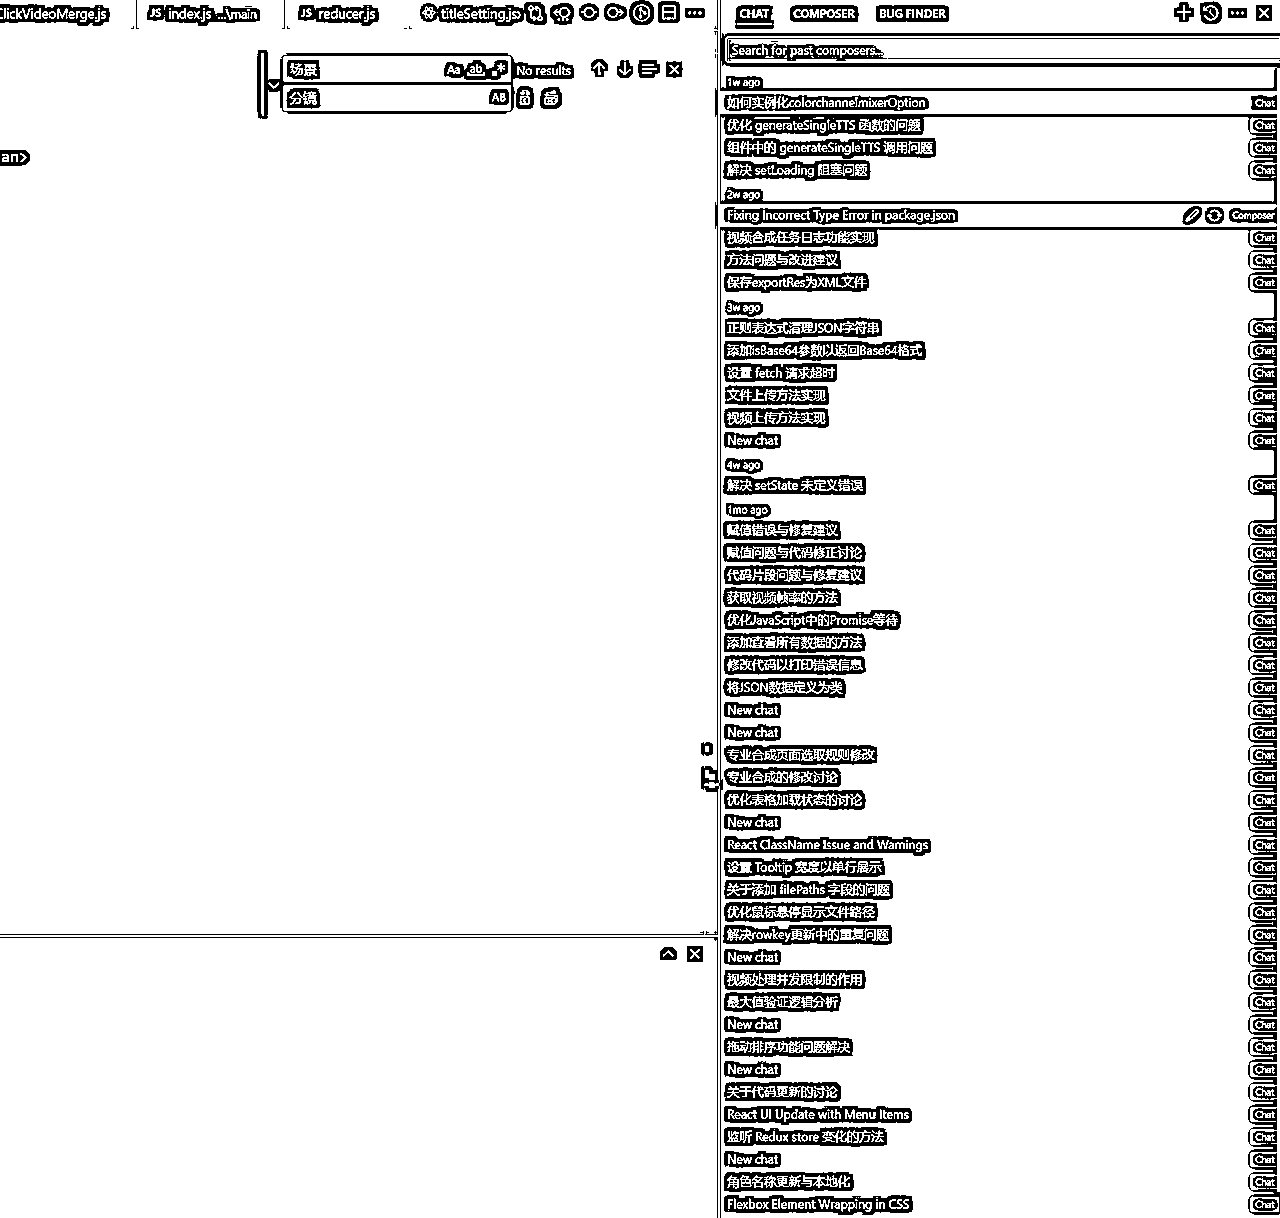 lickVideoMerge.js
JS index.js ...\main
JS reducer.js
titleSetting.js
场景 Aa ab .* No results
分镜 AB
an>
CHAT COMPOSER BUG FINDER
Search for past composers...
1w ago
如何实例化colorchannelmixerOption Chat
优化 generateSingleTTS 函数的问题 Chat
组件中的 generateSingleTTS 调用问题 Chat
解决 setLoading 阻塞问题 Chat
2w ago
Fixing Incorrect Type Error in package.json Composer
视频合成任务日志功能实现 Chat
方法问题与改进建议 Chat
保存exportRes为XML文件 Chat
3w ago
正则表达式清理JSON字符串 Chat
添加isBase64参数以返回Base64格式 Chat
设置 fetch 请求超时 Chat
文件上传方法实现 Chat
视频上传方法实现 Chat
New chat Chat
4w ago
解决 setState 未定义错误 Chat
1mo ago
赋值错误与修复建议 Chat
赋值问题与代码修正讨论 Chat
代码片段问题与修复建议 Chat
获取视频帧率的方法 Chat
优化JavaScript中的Promise等待 Chat
添加查看所有数据的方法 Chat
修改代码以打印错误信息 Chat
将JSON数据定义为类 Chat
New chat Chat
New chat Chat
专业合成页面选取规则修改 Chat
专业合成的修改讨论 Chat
优化表格加载状态的讨论 Chat
New chat Chat
React ClassName Issue and Warnings Chat
设置 Tooltip 宽度以单行展示 Chat
关于添加 filePaths 字段的问题 Chat
优化鼠标悬停显示文件路径 Chat
解决rowkey更新中的重复问题 Chat
New chat Chat
视频处理并发限制的作用 Chat
最大值验证逻辑分析 Chat
New chat Chat
拖动排序功能问题解决 Chat
New chat Chat
关于代码更新的讨论 Chat
React UI Update with Menu Items Chat
监听 Redux store 变化的方法 Chat
New chat Chat
角色名称更新与本地化 Chat
Flexbox Element Wrapping in CSS Chat